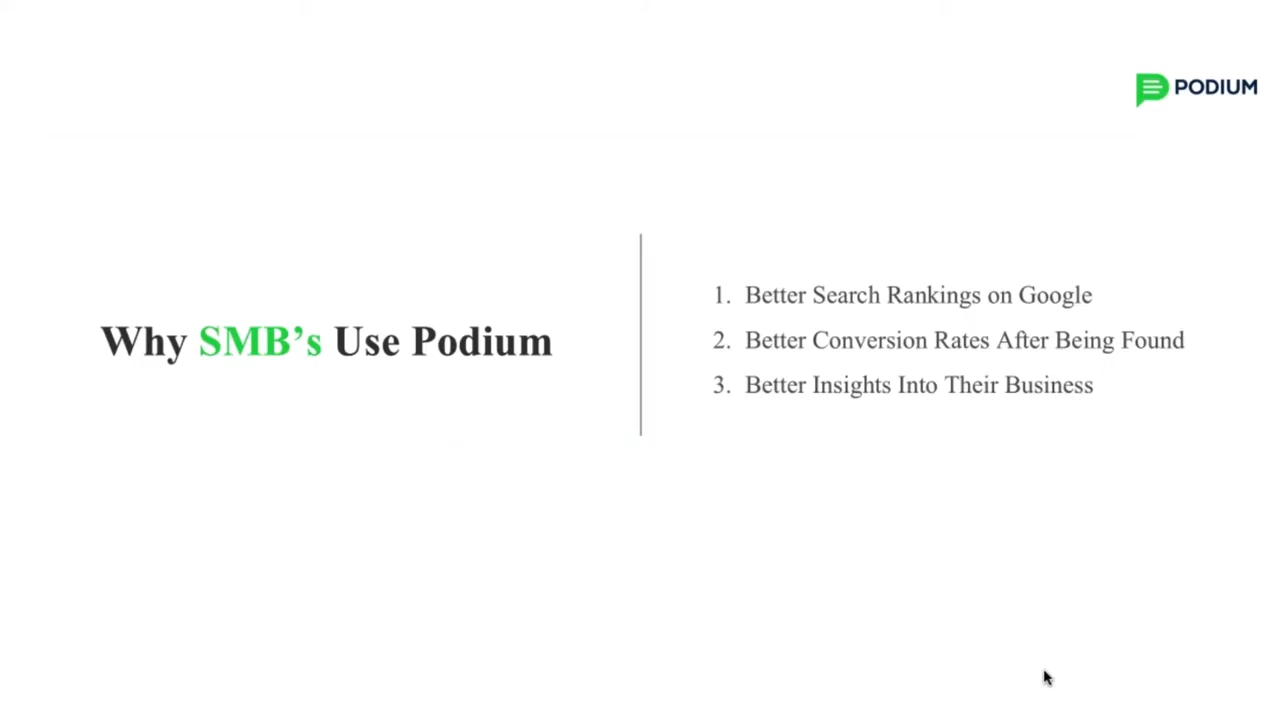 PODIUM
Why SMB’s Use Podium
1. Better Search Rankings on Google
2. Better Conversion Rates After Being Found
3. Better Insights Into Their Business